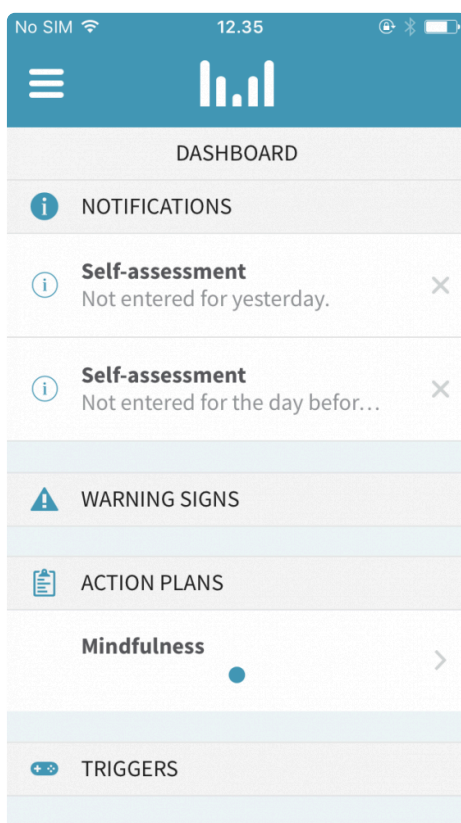 No SIM 12.35
DASHBOARD
NOTIFICATIONS
Self-assessment
Not entered for yesterday.
Self-assessment
Not entered for the day befor...
WARNING SIGNS
ACTION PLANS
Mindfulness
TRIGGERS